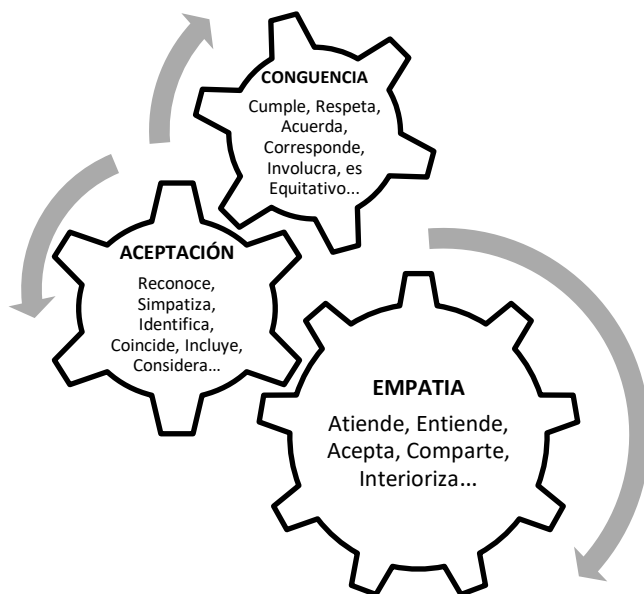 CONGUENCIA
Cumple, Respeta,
Acuerda,
Corresponde,
Involucra, es
Equitativo...
ACEPTACIÓN
Reconoce,
Simpatiza,
Identifica,
Coincide, Incluye,
Considera...
EMPATIA
Atiende, Entiende,
Acepta, Comparte,
Interioriza...